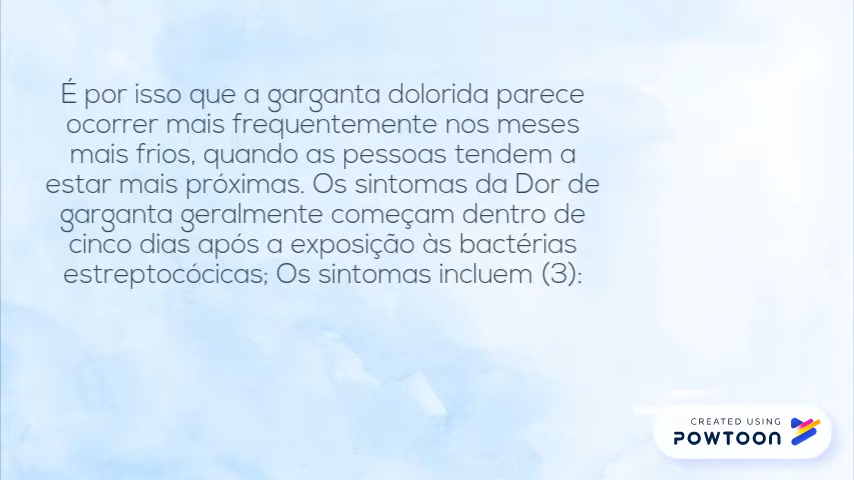 É por isso que a garganta dolorida parece
ocorrer mais frequentemente nos meses
mais frios, quando as pessoas tendem a
estar mais próximas. Os sintomas da Dor de
garganta geralmente começam dentro de
cinco dias após a exposição às bactérias
estreptocócicas; Os sintomas incluem (3):
CREATED USING
POWTOON